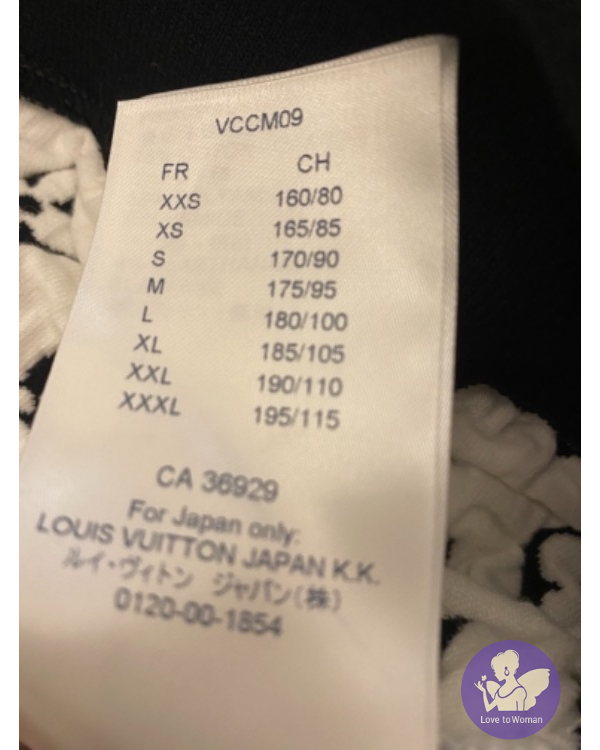 VCCM09
FR CH
XXS 160/80
XS 165/85
S 170/90
M 175/95
L 180/100
XL 185/105
XXL 190/110
XXXL 195/115
CA 36929
For Japan only:
LOUIS VUITTON JAPAN K.K.
ルイ・ヴィトン ジャパン(株)
0120-00-1854
Love to Woman